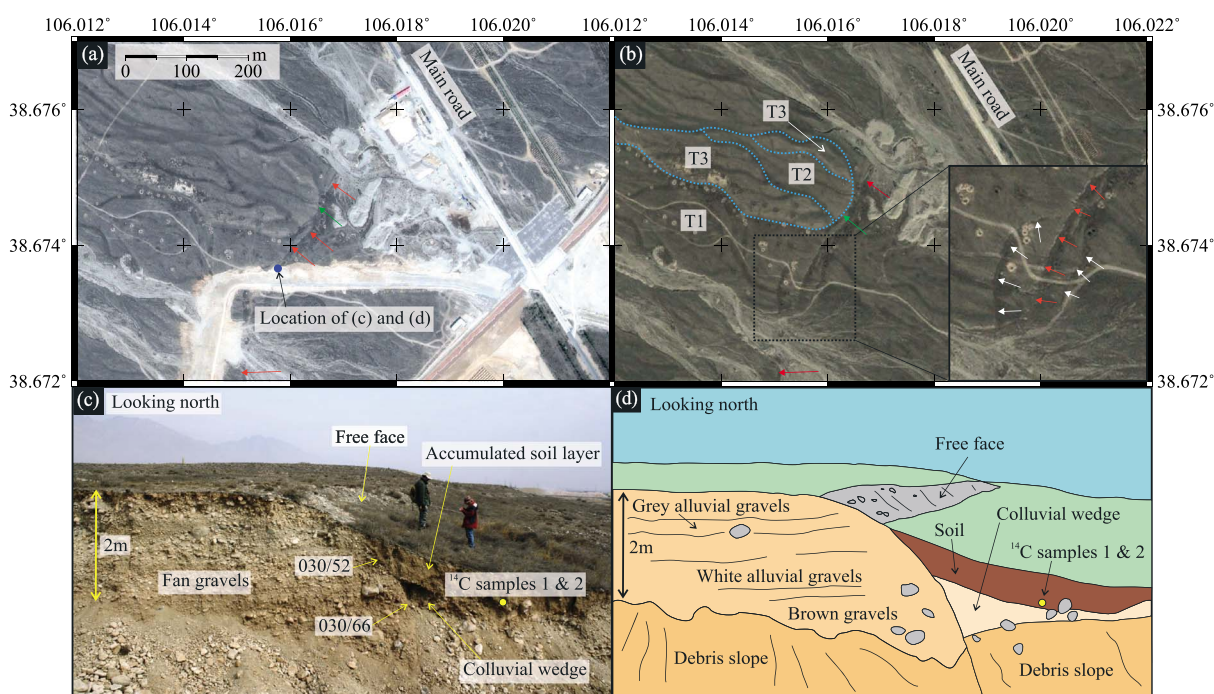 106.012° 106.014° 106.016° 106.018° 106.020° 106.012° 106.014° 106.016° 106.018° 106.020° 106.022°
(a)
m
0 100 200
Main road
38.676°
38.674°
38.672°
Location of (c) and (d)
(b)
Main road
T3
T3
T2
T1
38.676°
38.674°
38.672°
(c)
Looking north
Free face
Accumulated soil layer
2m
030/52
Fan gravels
14C samples 1 & 2
030/66
Colluvial wedge
(d)
Looking north
Free face
Grey alluvial gravels
Colluvial wedge
Soil
2m
14C samples 1 & 2
White alluvial gravels
Brown gravels
Debris slope
Debris slope